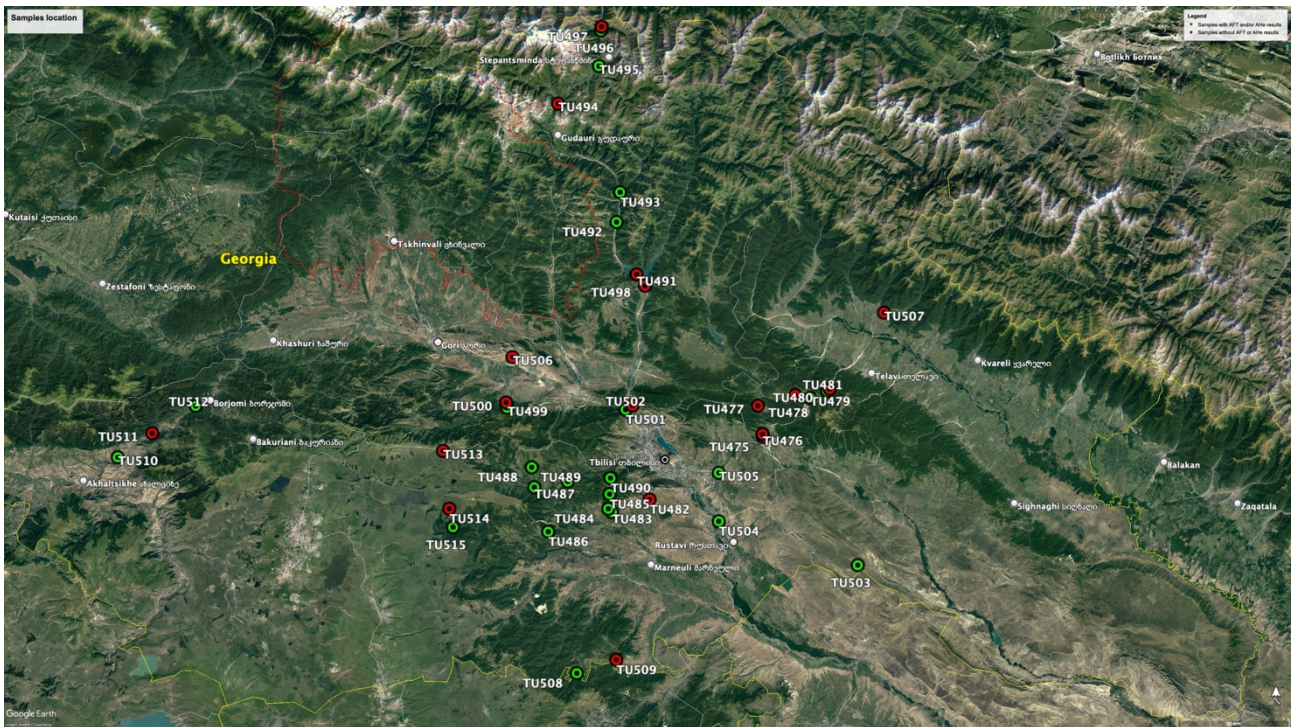 Samples location
Legend
Samples with AFT and/or AHe results
Samples without AFT or AHe results
TU497
TU496
Stepantsminda სტეფანწმინდა
TU495
Botlikh Ботлих
TU494
Gudauri გუდაური
TU493
Kutaisi ქუთაისი
TU492
Tskhinvali ცხინვალი
Georgia
TU491
Zestafoni ზესტაფონი
TU498
TU507
Khashuri ხაშური
Gori გორი
TU506
Kvareli ყვარელი
Telavi თელავი
TU481
TU512
Borjomi ბორჯომი
TU480
TU479
TU500
TU499
TU502
TU477
TU478
TU501
TU511
Bakuriani ბაკურიანი
TU475
TU476
TU510
TU513
Tbilisi თბილისი
Balakan
TU488
TU489
TU505
Akhaltsikhe ახალციხე
TU487
TU490
TU485
TU482
Sighnaghi სიღნაღი
Zaqatala
TU514
TU484
TU483
TU504
TU515
TU486
Rustavi რუსთავი
Marneuli მარნეული
TU503
TU509
TU508
Google Earth
N